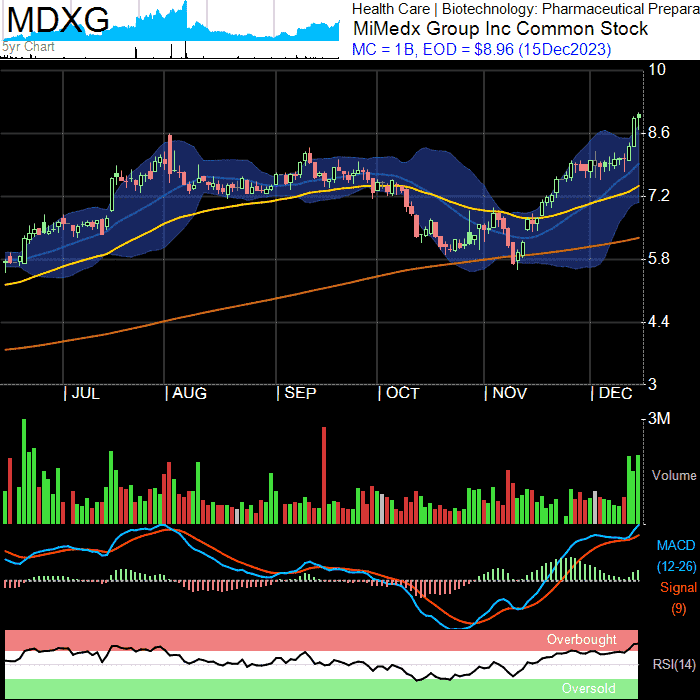 MDXG
5yr Chart
Health Care | Biotechnology: Pharmaceutical Prepara
MiMedx Group Inc Common Stock
MC = 1B, EOD = $8.96 (15Dec2023)
10
8.6
7.2
5.8
4.4
3
| JUL | AUG | SEP | OCT | NOV | DEC
3M
Volume
MACD
(12-26)
Signal
(9)
Overbought
RSI(14)
Oversold